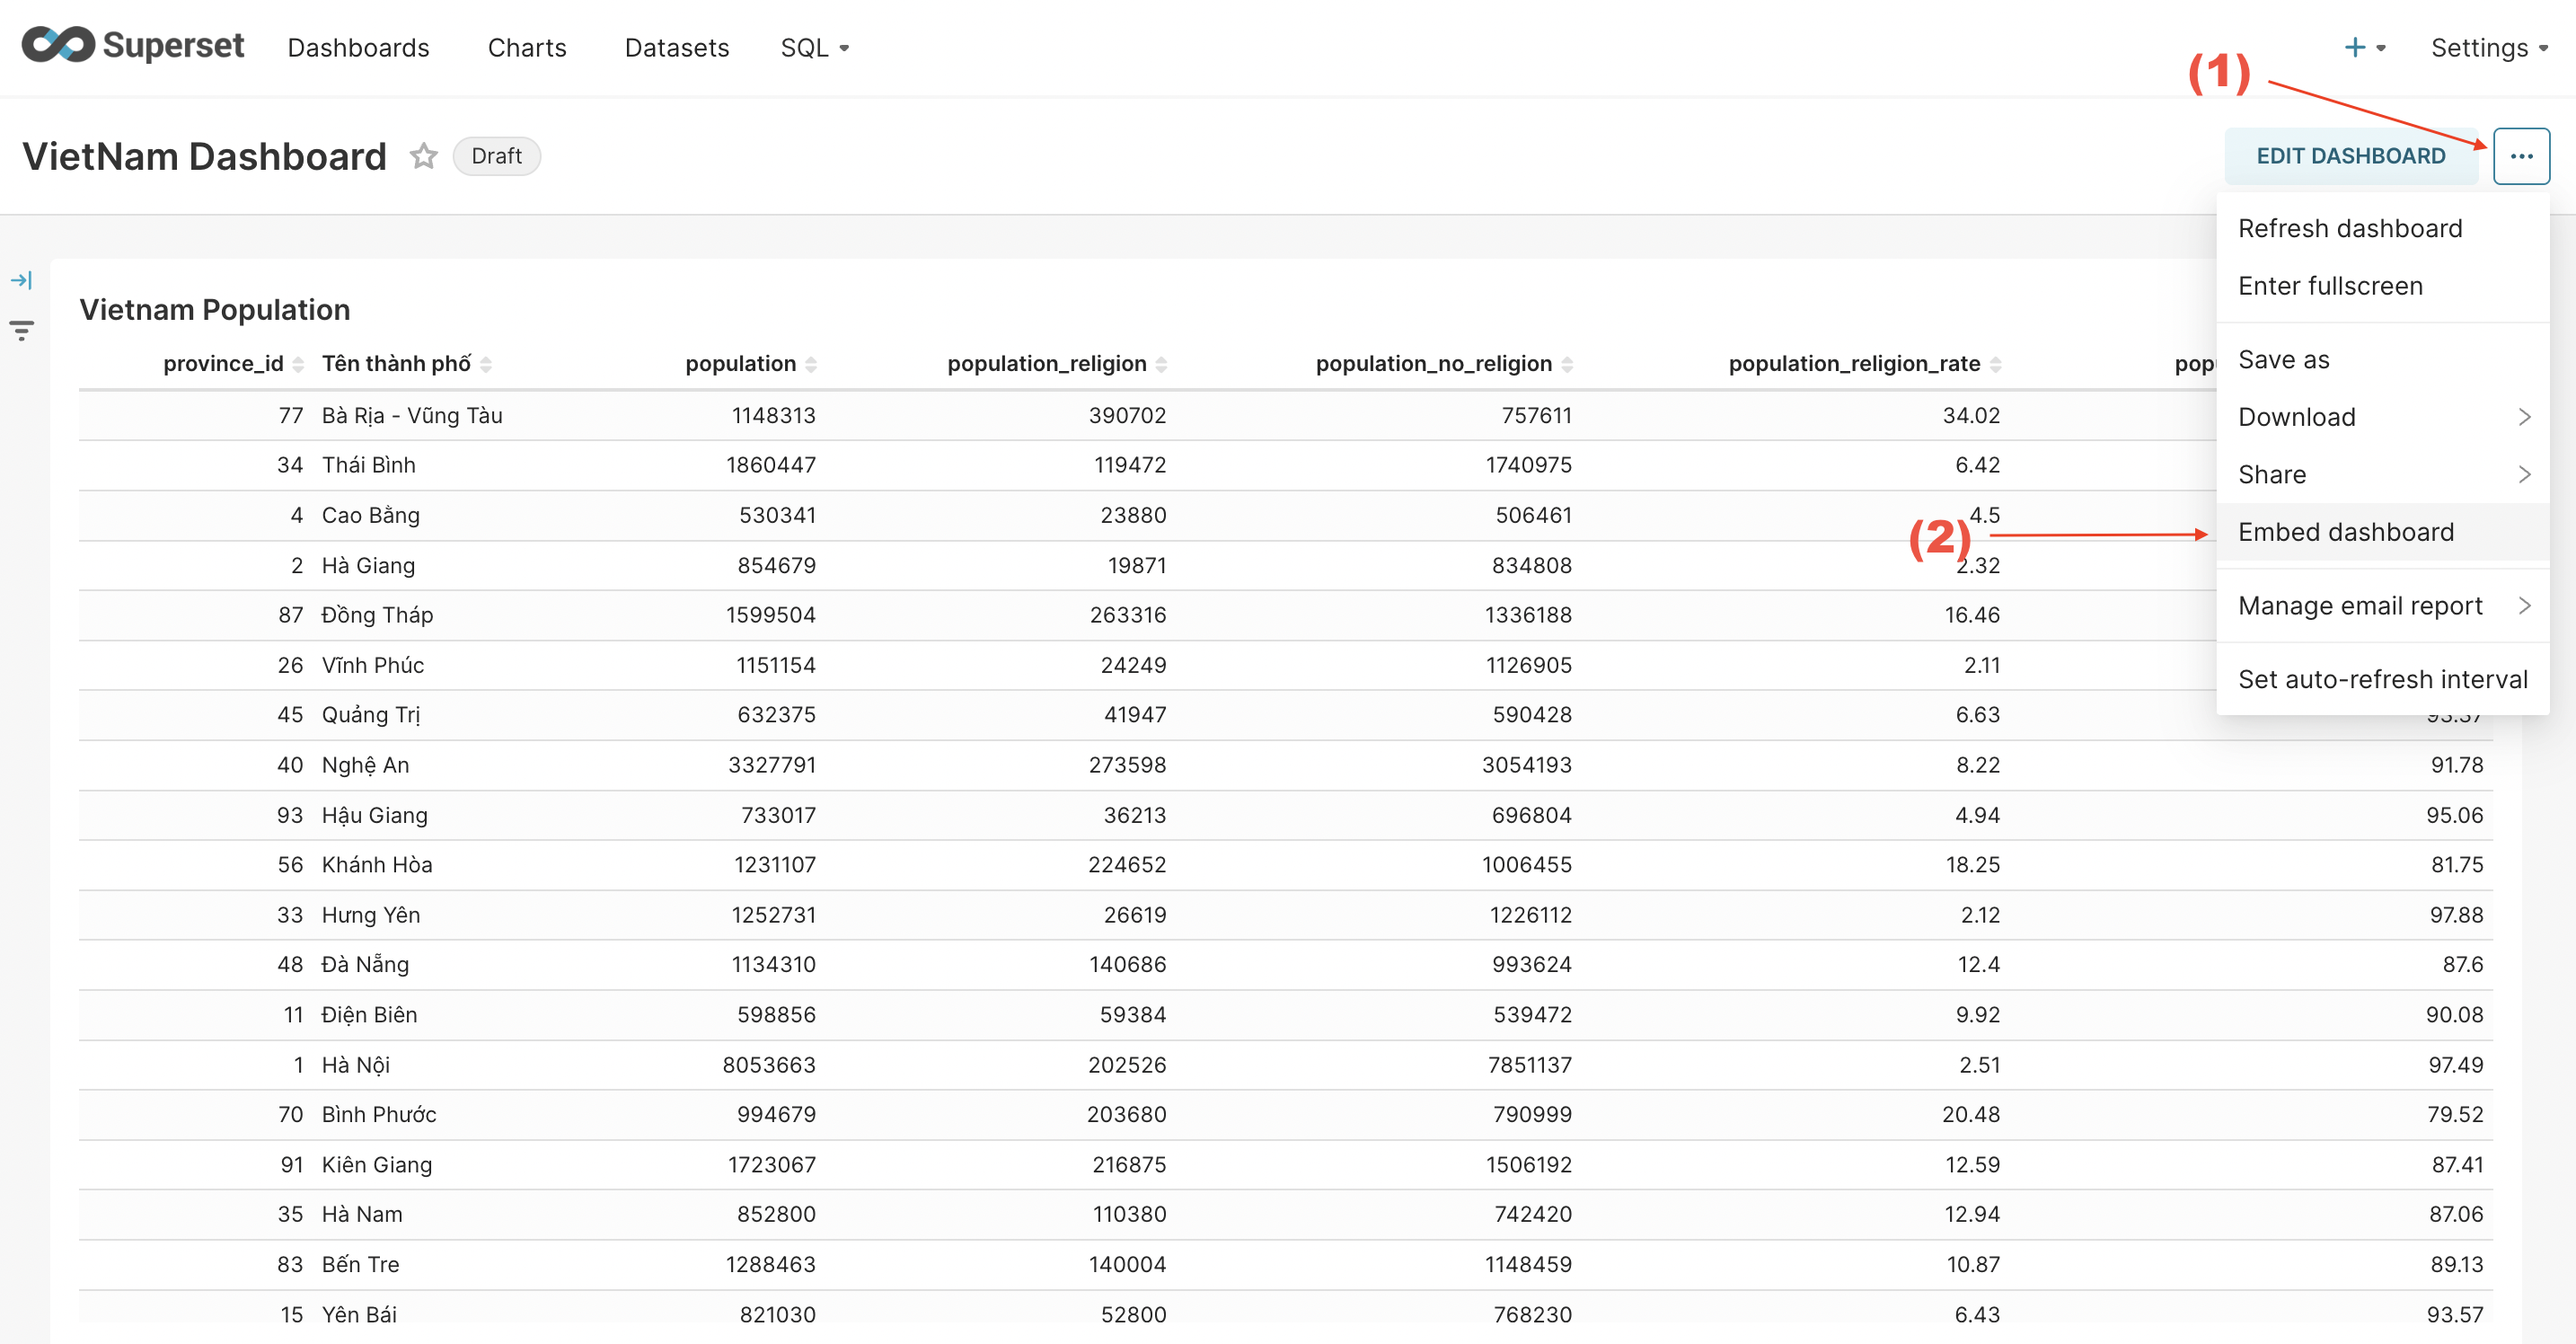 Superset Dashboards Charts Datasets SQL + Settings
(1)
VietNam Dashboard Draft EDIT DASHBOARD ...
Refresh dashboard
Enter fullscreen
Save as
Download
Share
(2) Embed dashboard
Manage email report
Set auto-refresh interval
Vietnam Population
province_id Tên thành phố population population_religion population_no_religion population_religion_rate
77 Bà Rịa - Vũng Tàu 1148313 390702 757611 34.02
34 Thái Bình 1860447 119472 1740975 6.42
4 Cao Bằng 530341 23880 506461 4.5
2 Hà Giang 854679 19871 834808 2.32
87 Đồng Tháp 1599504 263316 1336188 16.46
26 Vĩnh Phúc 1151154 24249 1126905 2.11
45 Quảng Trị 632375 41947 590428 6.63 93.37
40 Nghệ An 3327791 273598 3054193 8.22 91.78
93 Hậu Giang 733017 36213 696804 4.94 95.06
56 Khánh Hòa 1231107 224652 1006455 18.25 81.75
33 Hưng Yên 1252731 26619 1226112 2.12 97.88
48 Đà Nẵng 1134310 140686 993624 12.4 87.6
11 Điện Biên 598856 59384 539472 9.92 90.08
1 Hà Nội 8053663 202526 7851137 2.51 97.49
70 Bình Phước 994679 203680 790999 20.48 79.52
91 Kiên Giang 1723067 216875 1506192 12.59 87.41
35 Hà Nam 852800 110380 742420 12.94 87.06
83 Bến Tre 1288463 140004 1148459 10.87 89.13
15 Yên Bái 821030 52800 768230 6.43 93.57